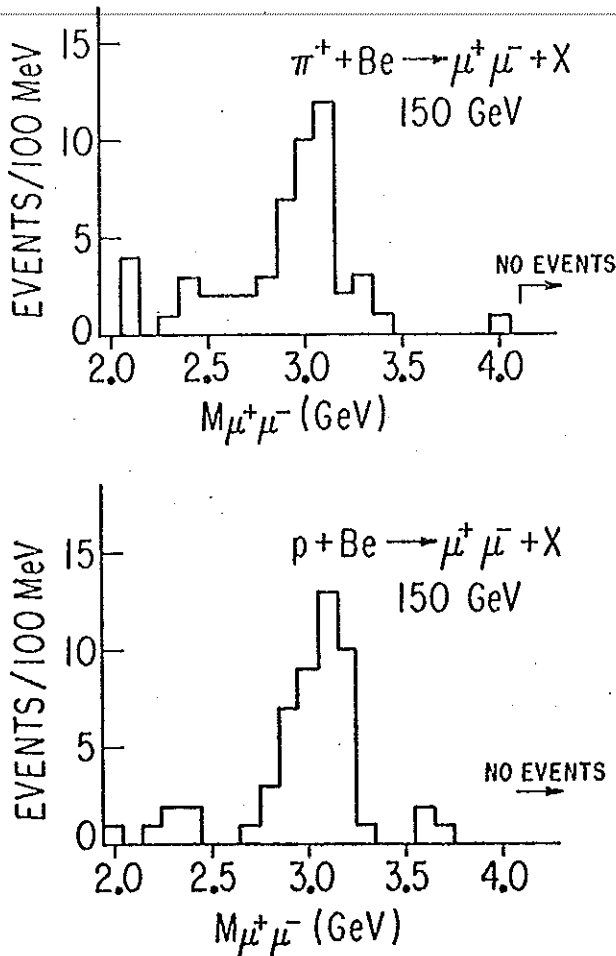 15
π⁺ + Be → μ⁺ μ⁻ + X
150 GeV
10
EVENTS/100 MeV
5
NO EVENTS
0
2.0 2.5 3.0 3.5 4.0
Mμ⁺μ⁻ (GeV)
15
p + Be → μ⁺ μ⁻ + X
150 GeV
10
EVENTS/100 MeV
5
NO EVENTS
0
2.0 2.5 3.0 3.5 4.0
Mμ⁺μ⁻ (GeV)